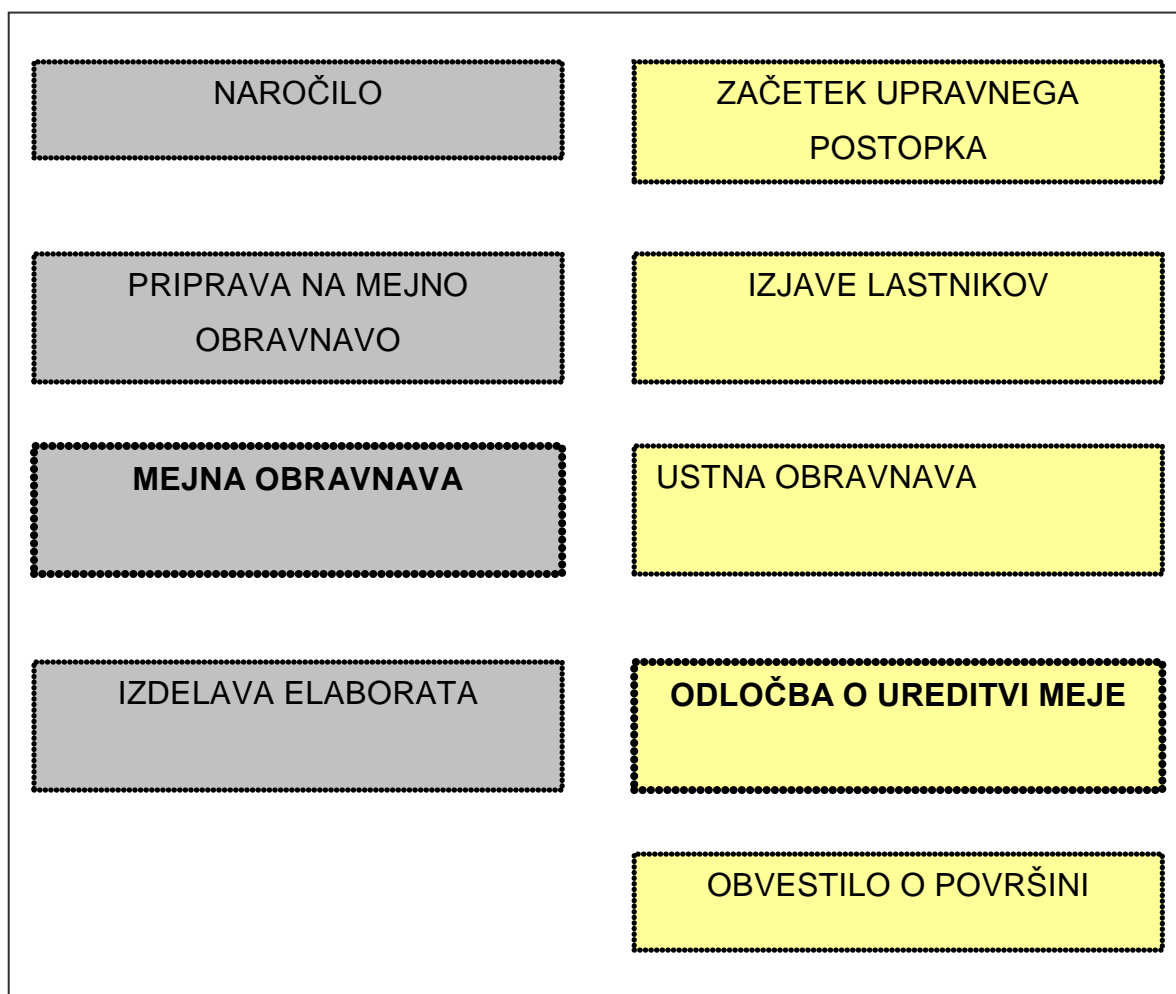 NAROČILO
PRIPRAVA NA MEJNO
OBRAVNAVO
MEJNA OBRAVNAVA
IZDELAVA ELABORATA
ZAČETEK UPRAVNEGA
POSTOPKA
IZJAVE LASTNIKOV
USTNA OBRAVNAVA
ODLOČBA O UREDITVI MEJE
OBVESTILO O POVRŠINI